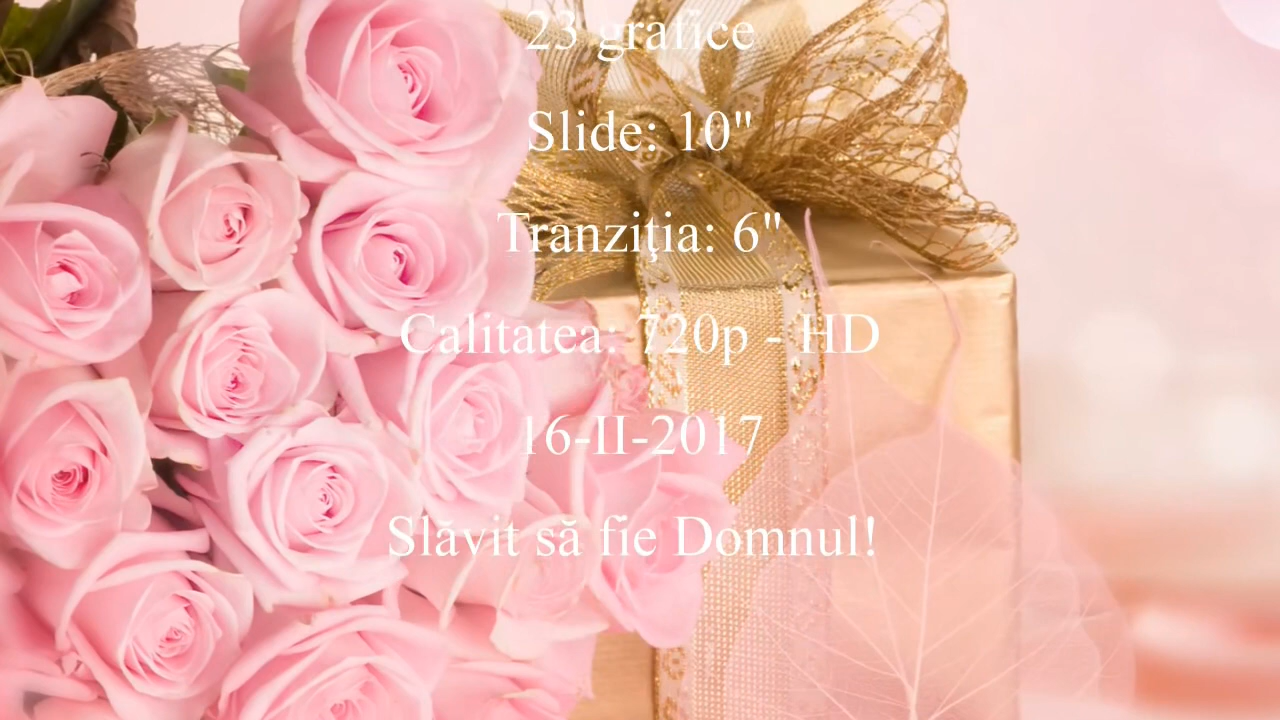 23 grafice
Slide: 10"
Tranziţia: 6"
Calitatea: 720p - HD
16-II-2017
Slăvit să fie Domnul!